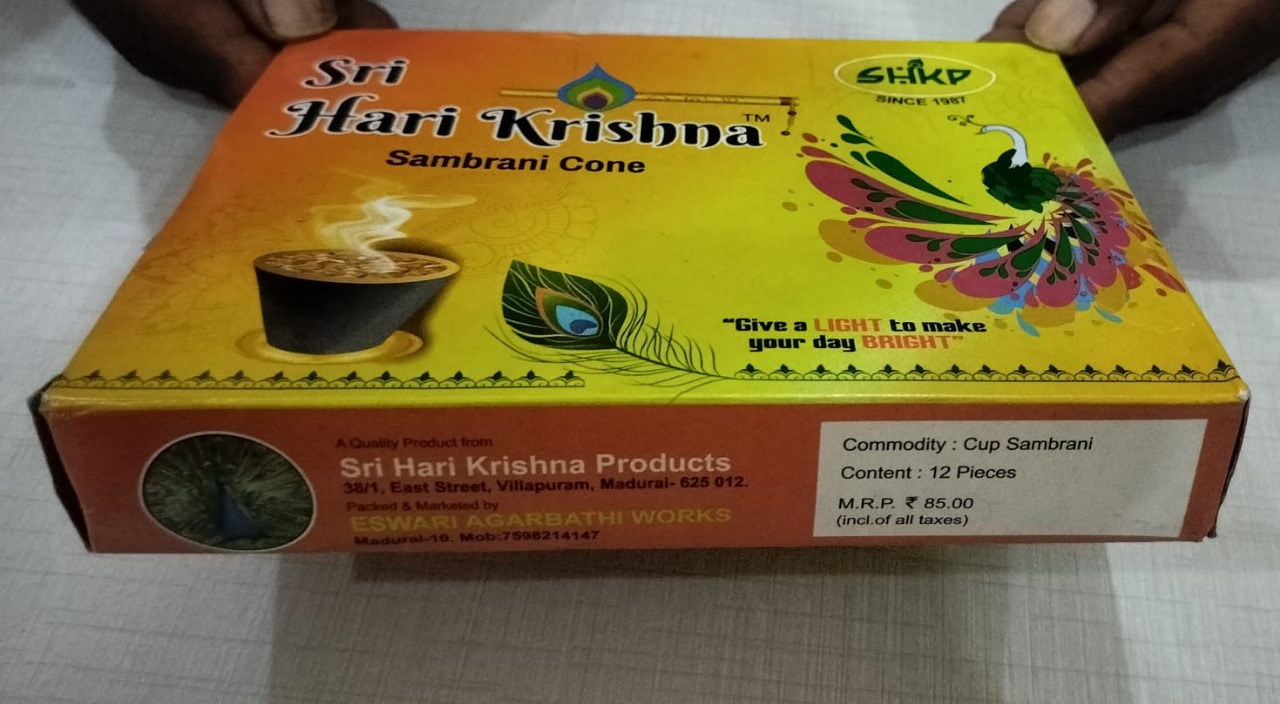 Sri
Hari Krishna™
Sambrani Cone
SHKP
SINCE 1987
"Give a LIGHT to make
your day BRIGHT"
A Quality Product from
Sri Hari Krishna Products
38/1, East Street, Villapuram, Madurai- 625 012.
Packed & Marketed by
ESWARI AGARBATHI WORKS
Madurai-10. Mob:7598214147
Commodity : Cup Sambrani
Content : 12 Pieces
M.R.P. ₹ 85.00
(incl.of all taxes)